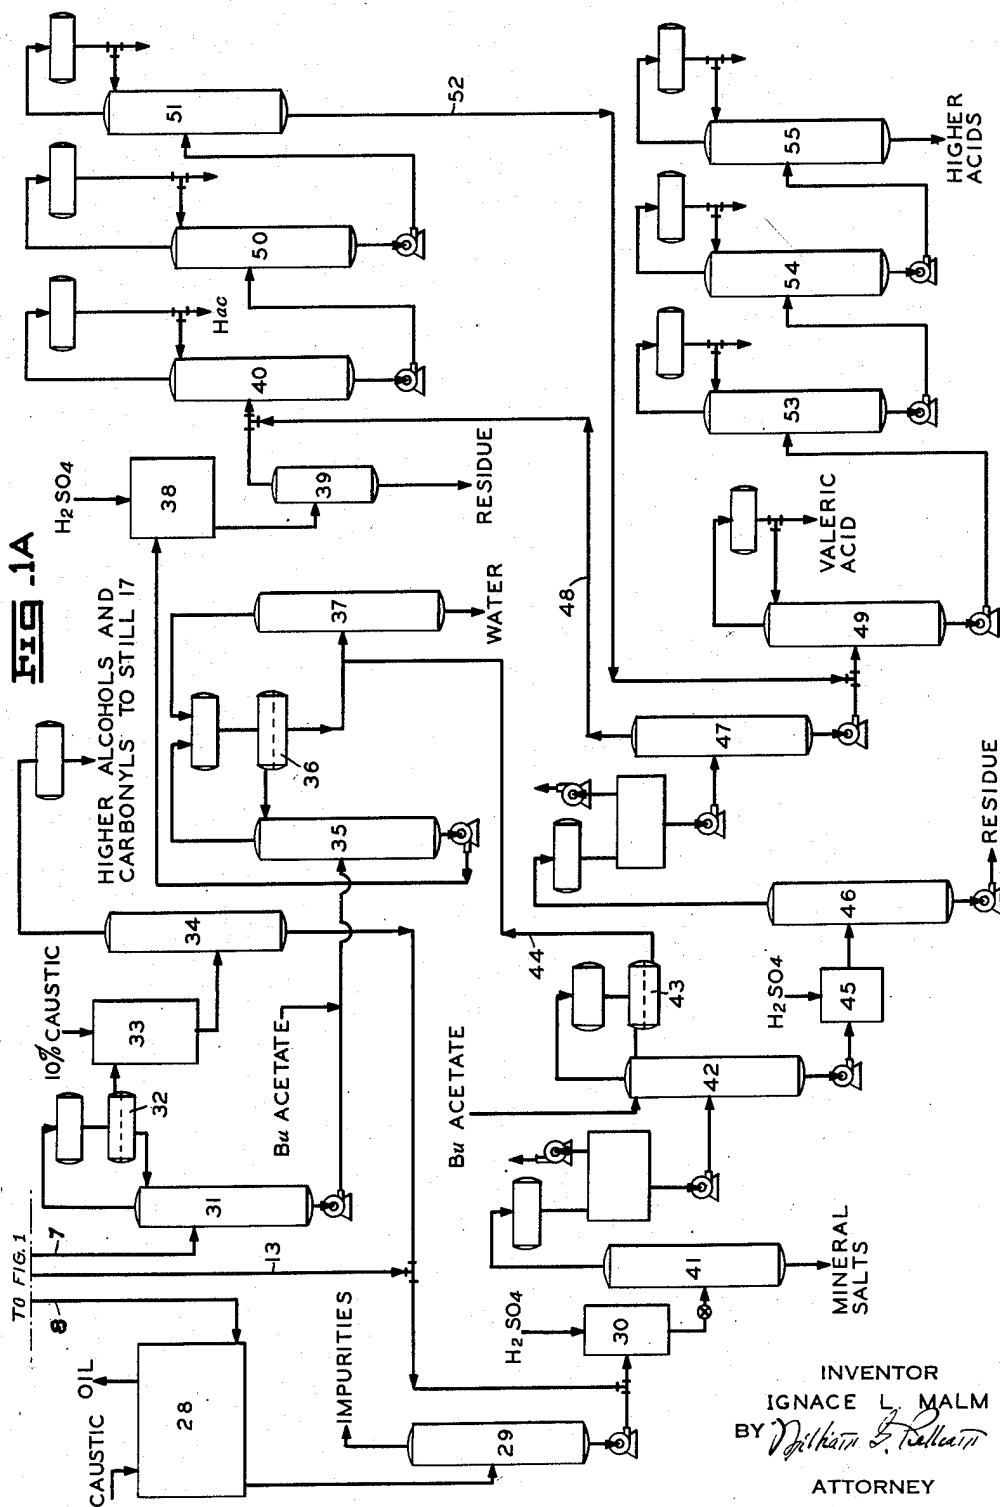 Fig_1A
TO FIG. 1
8
7
13
CAUSTIC
OIL
28
29
IMPURITIES
H2SO4
30
31
32
10% CAUSTIC
33
34
HIGHER ALCOHOLS AND
CARBONYLS TO STILL 17
Bu ACETATE
35
36
37
WATER
H2SO4
38
39
RESIDUE
40
Hac
50
51
52
41
MINERAL
SALTS
Bu ACETATE
42
43
44
H2SO4
45
46
RESIDUE
47
48
49
VALERIC
ACID
53
54
55
HIGHER
ACIDS
INVENTOR
IGNACE L. MALM
BY
ATTORNEY